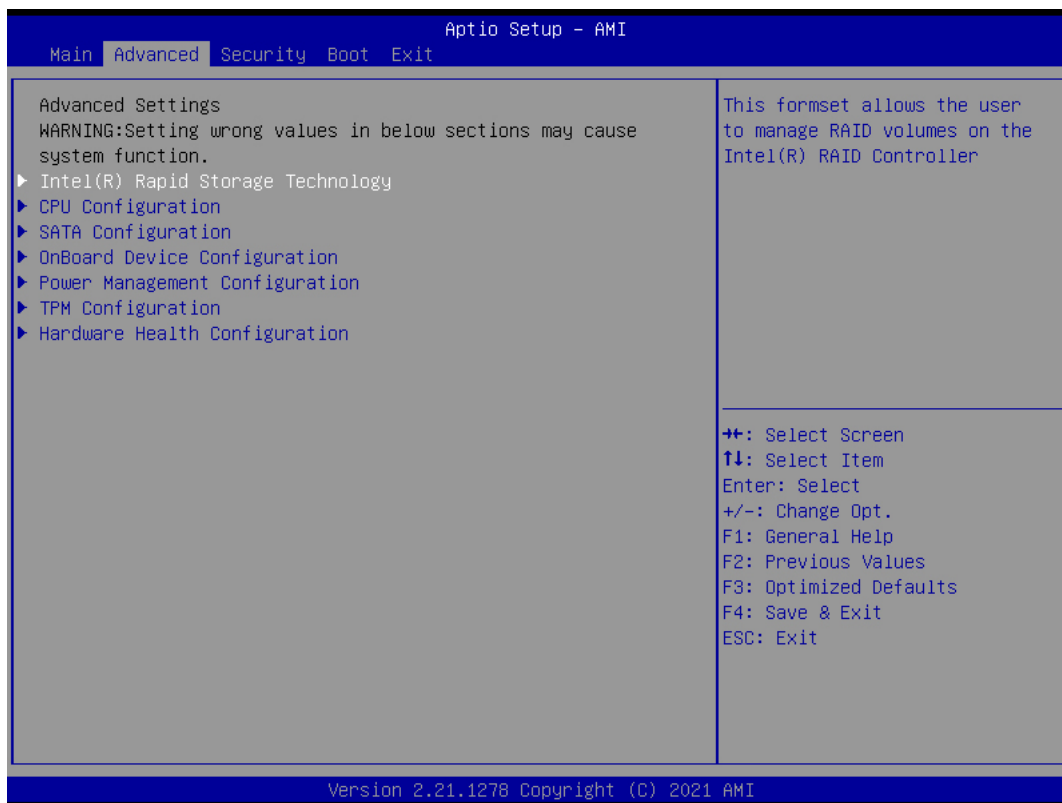 Aptio Setup – AMI
Main Advanced Security Boot Exit
Advanced Settings
WARNING:Setting wrong values in below sections may cause
system function.
Intel(R) Rapid Storage Technology
CPU Configuration
SATA Configuration
OnBoard Device Configuration
Power Management Configuration
TPM Configuration
Hardware Health Configuration
This formset allows the user
to manage RAID volumes on the
Intel(R) RAID Controller
→←: Select Screen
↑↓: Select Item
Enter: Select
+/-: Change Opt.
F1: General Help
F2: Previous Values
F3: Optimized Defaults
F4: Save & Exit
ESC: Exit
Version 2.21.1278 Copyright (C) 2021 AMI